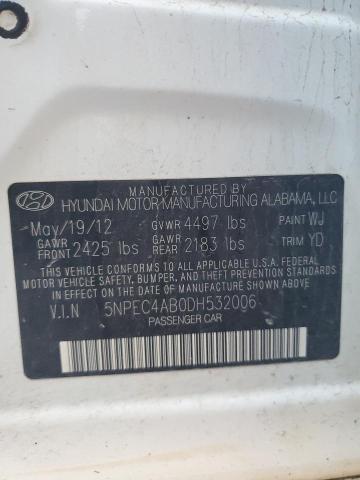 MANUFACTURED BY
HYUNDAI MOTOR MANUFACTURING ALABAMA, LLC
May/19/12 GVWR 4497 lbs PAINT WJ
GAWR FRONT 2425 lbs GAWR REAR 2183 lbs TRIM YD
THIS VEHICLE CONFORMS TO ALL APPLICABLE U.S.A. FEDERAL
MOTOR VEHICLE SAFETY, BUMPER, AND THEFT PREVENTION
STANDARDS IN EFFECT ON THE DATE OF MANUFACTURE SHOWN ABOVE.
V.I.N 5NPEC4AB0DH532006
PASSENGER CAR